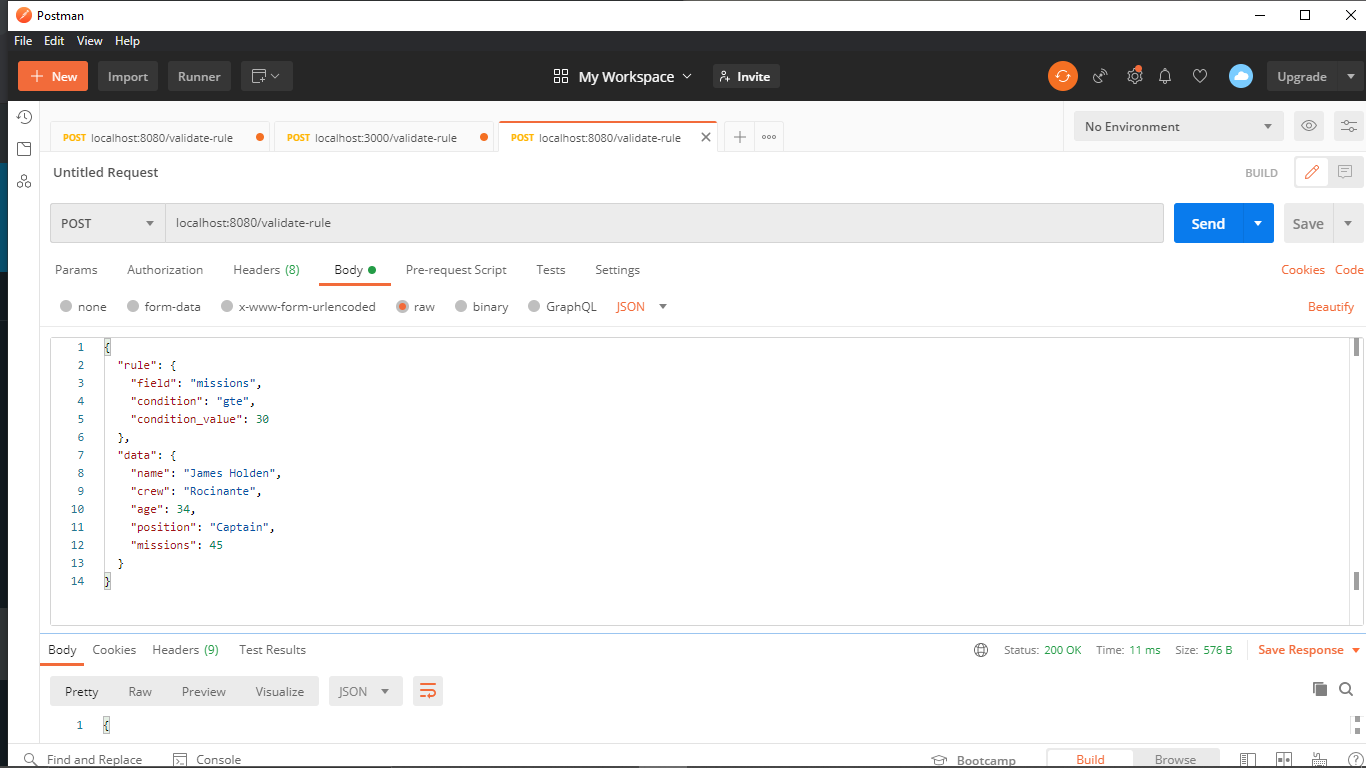 Postman
File Edit View Help
New Import Runner My Workspace Invite Upgrade
POST localhost:8080/validate-rule POST localhost:3000/validate-rule POST localhost:8080/validate-rule No Environment
Untitled Request BUILD
POST localhost:8080/validate-rule Send Save
Params Authorization Headers (8) Body Pre-request Script Tests Settings Cookies Code
none form-data x-www-form-urlencoded raw binary GraphQL JSON Beautify
1 {
2 "rule": {
3 "field": "missions",
4 "condition": "gte",
5 "condition_value": 30
6 },
7 "data": {
8 "name": "James Holden",
9 "crew": "Rocinante",
10 "age": 34,
11 "position": "Captain",
12 "missions": 45
13 }
14 }
Body Cookies Headers (9) Test Results Status: 200 OK Time: 11 ms Size: 576 B Save Response
Pretty Raw Preview Visualize JSON
1 {
Find and Replace Console Bootcamp Build Browse